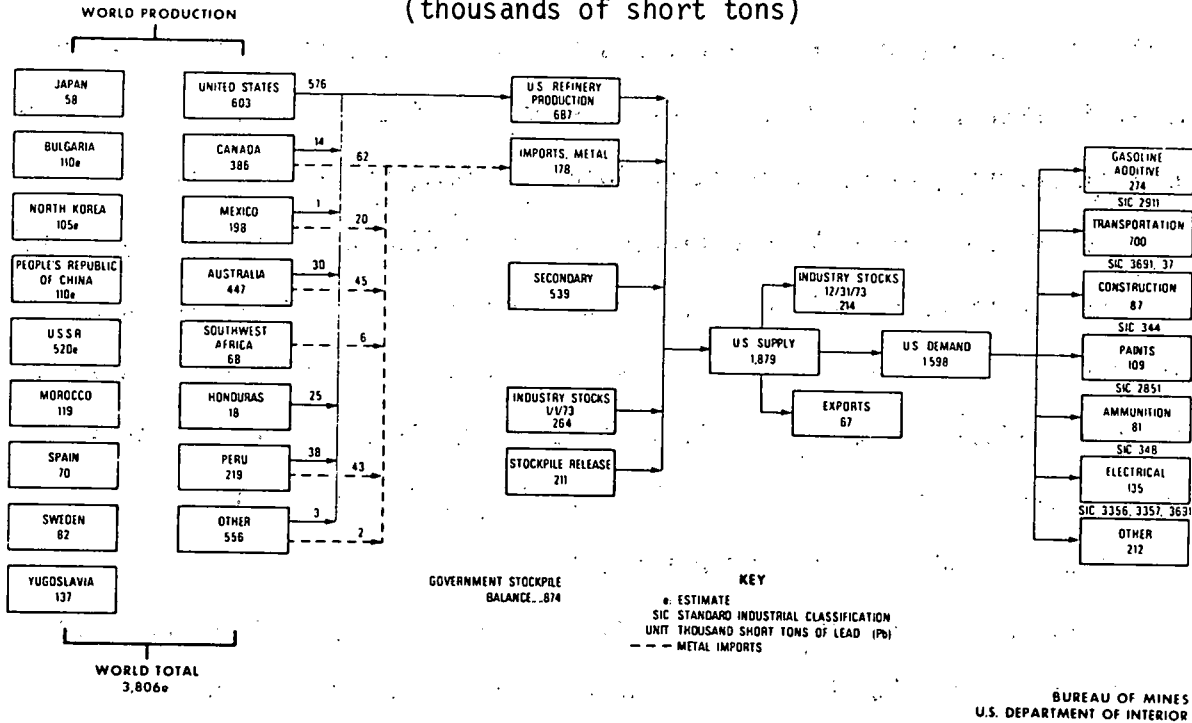 (thousands of short tons)
WORLD PRODUCTION
JAPAN
58
BULGARIA
110e
NORTH KOREA
105e
PEOPLE'S REPUBLIC
OF CHINA
110e
USSR
520e
MOROCCO
119
SPAIN
70
SWEDEN
82
YUGOSLAVIA
137
WORLD TOTAL
3,806e
UNITED STATES
603
576
CANADA
386
14
62
MEXICO
198
1
20
AUSTRALIA
447
30
45
SOUTHWEST
AFRICA
68
6
HONDURAS
18
25
PERU
219
38
43
OTHER
556
3
2
U.S REFINERY
PRODUCTION
687
IMPORTS, METAL
178
SECONDARY
539
INDUSTRY STOCKS
1/1/73
264
STOCKPILE RELEASE
211
INDUSTRY STOCKS
12/31/73
214
U.S SUPPLY
1,879
EXPORTS
67
U.S DEMAND
1598
GASOLINE
ADDITIVE
274
SIC 2911
TRANSPORTATION
700
SIC 3691, 37
CONSTRUCTION
87
SIC 344
PAINTS
109
SIC 2851
AMMUNITION
81
SIC 348
ELECTRICAL
135
SIC 3356, 3357, 3631
OTHER
212
GOVERNMENT STOCKPILE
BALANCE...874
KEY
e: ESTIMATE
SIC STANDARD INDUSTRIAL CLASSIFICATION
UNIT THOUSAND SHORT TONS OF LEAD (Pb)
METAL IMPORTS
BUREAU OF MINES
U.S. DEPARTMENT OF INTERIOR